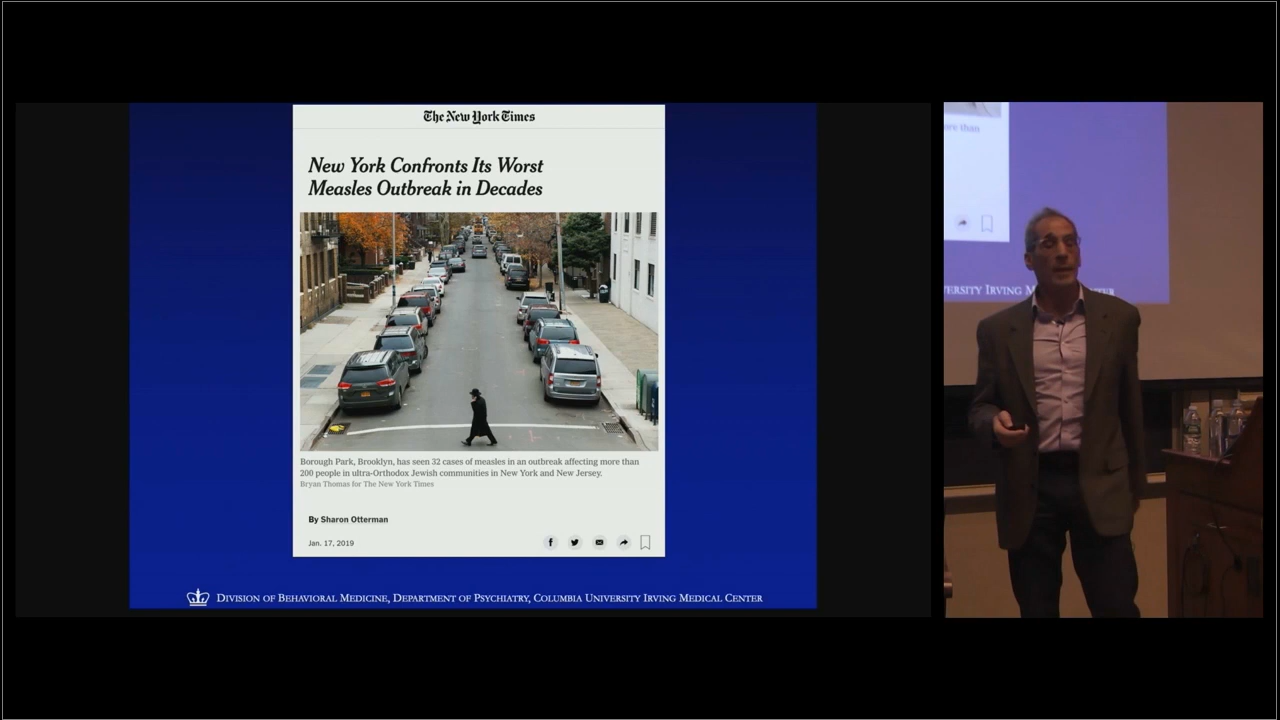 The New York Times
New York Confronts Its Worst
Measles Outbreak in Decades
Borough Park, Brooklyn, has seen 32 cases of measles in an outbreak affecting more than
200 people in ultra-Orthodox Jewish communities in New York and New Jersey.
Bryan Thomas for The New York Times
By Sharon Otterman
Jan. 17, 2019
DIVISION OF BEHAVIORAL MEDICINE, DEPARTMENT OF PSYCHIATRY, COLUMBIA UNIVERSITY IRVING MEDICAL CENTER
than
IRVING